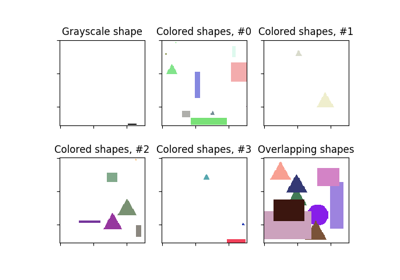 Grayscale shape
Colored shapes, #0
Colored shapes, #1
Colored shapes, #2
Colored shapes, #3
Overlapping shapes